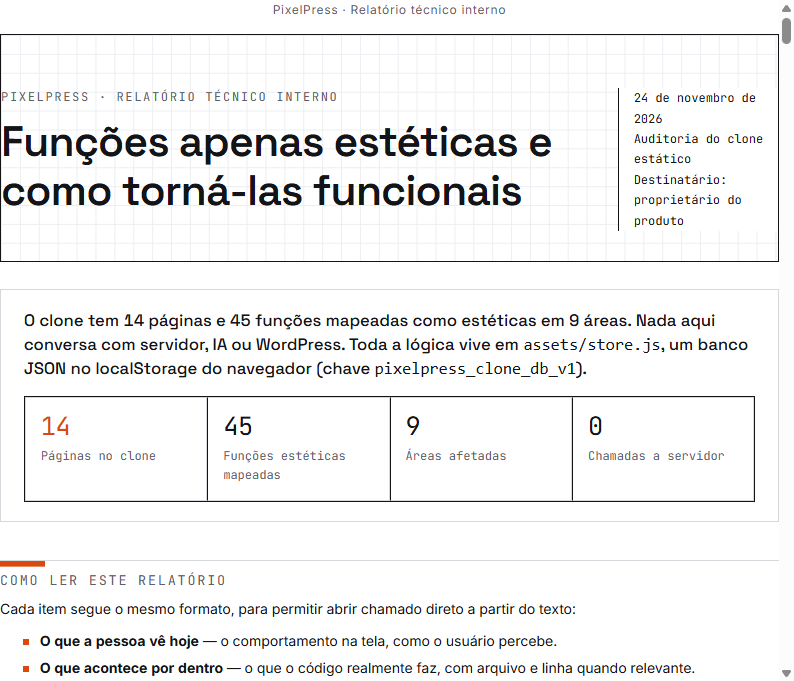 PixelPress · Relatório técnico interno
PIXELPRESS · RELATÓRIO TÉCNICO INTERNO
Funções apenas estéticas e
como torná-las funcionais
24 de novembro de
2026
Auditoria do clone
estático
Destinatário:
proprietário do
produto
O clone tem 14 páginas e 45 funções mapeadas como estéticas em 9 áreas. Nada aqui
conversa com servidor, IA ou WordPress. Toda a lógica vive em assets/store.js, um banco
JSON no localStorage do navegador (chave pixelpress_clone_db_v1).
14
Páginas no clone
45
Funções estéticas
mapeadas
9
Áreas afetadas
0
Chamadas a servidor
COMO LER ESTE RELATÓRIO
Cada item segue o mesmo formato, para permitir abrir chamado direto a partir do texto:
O que a pessoa vê hoje — o comportamento na tela, como o usuário percebe.
O que acontece por dentro — o que o código realmente faz, com arquivo e linha quando relevante.